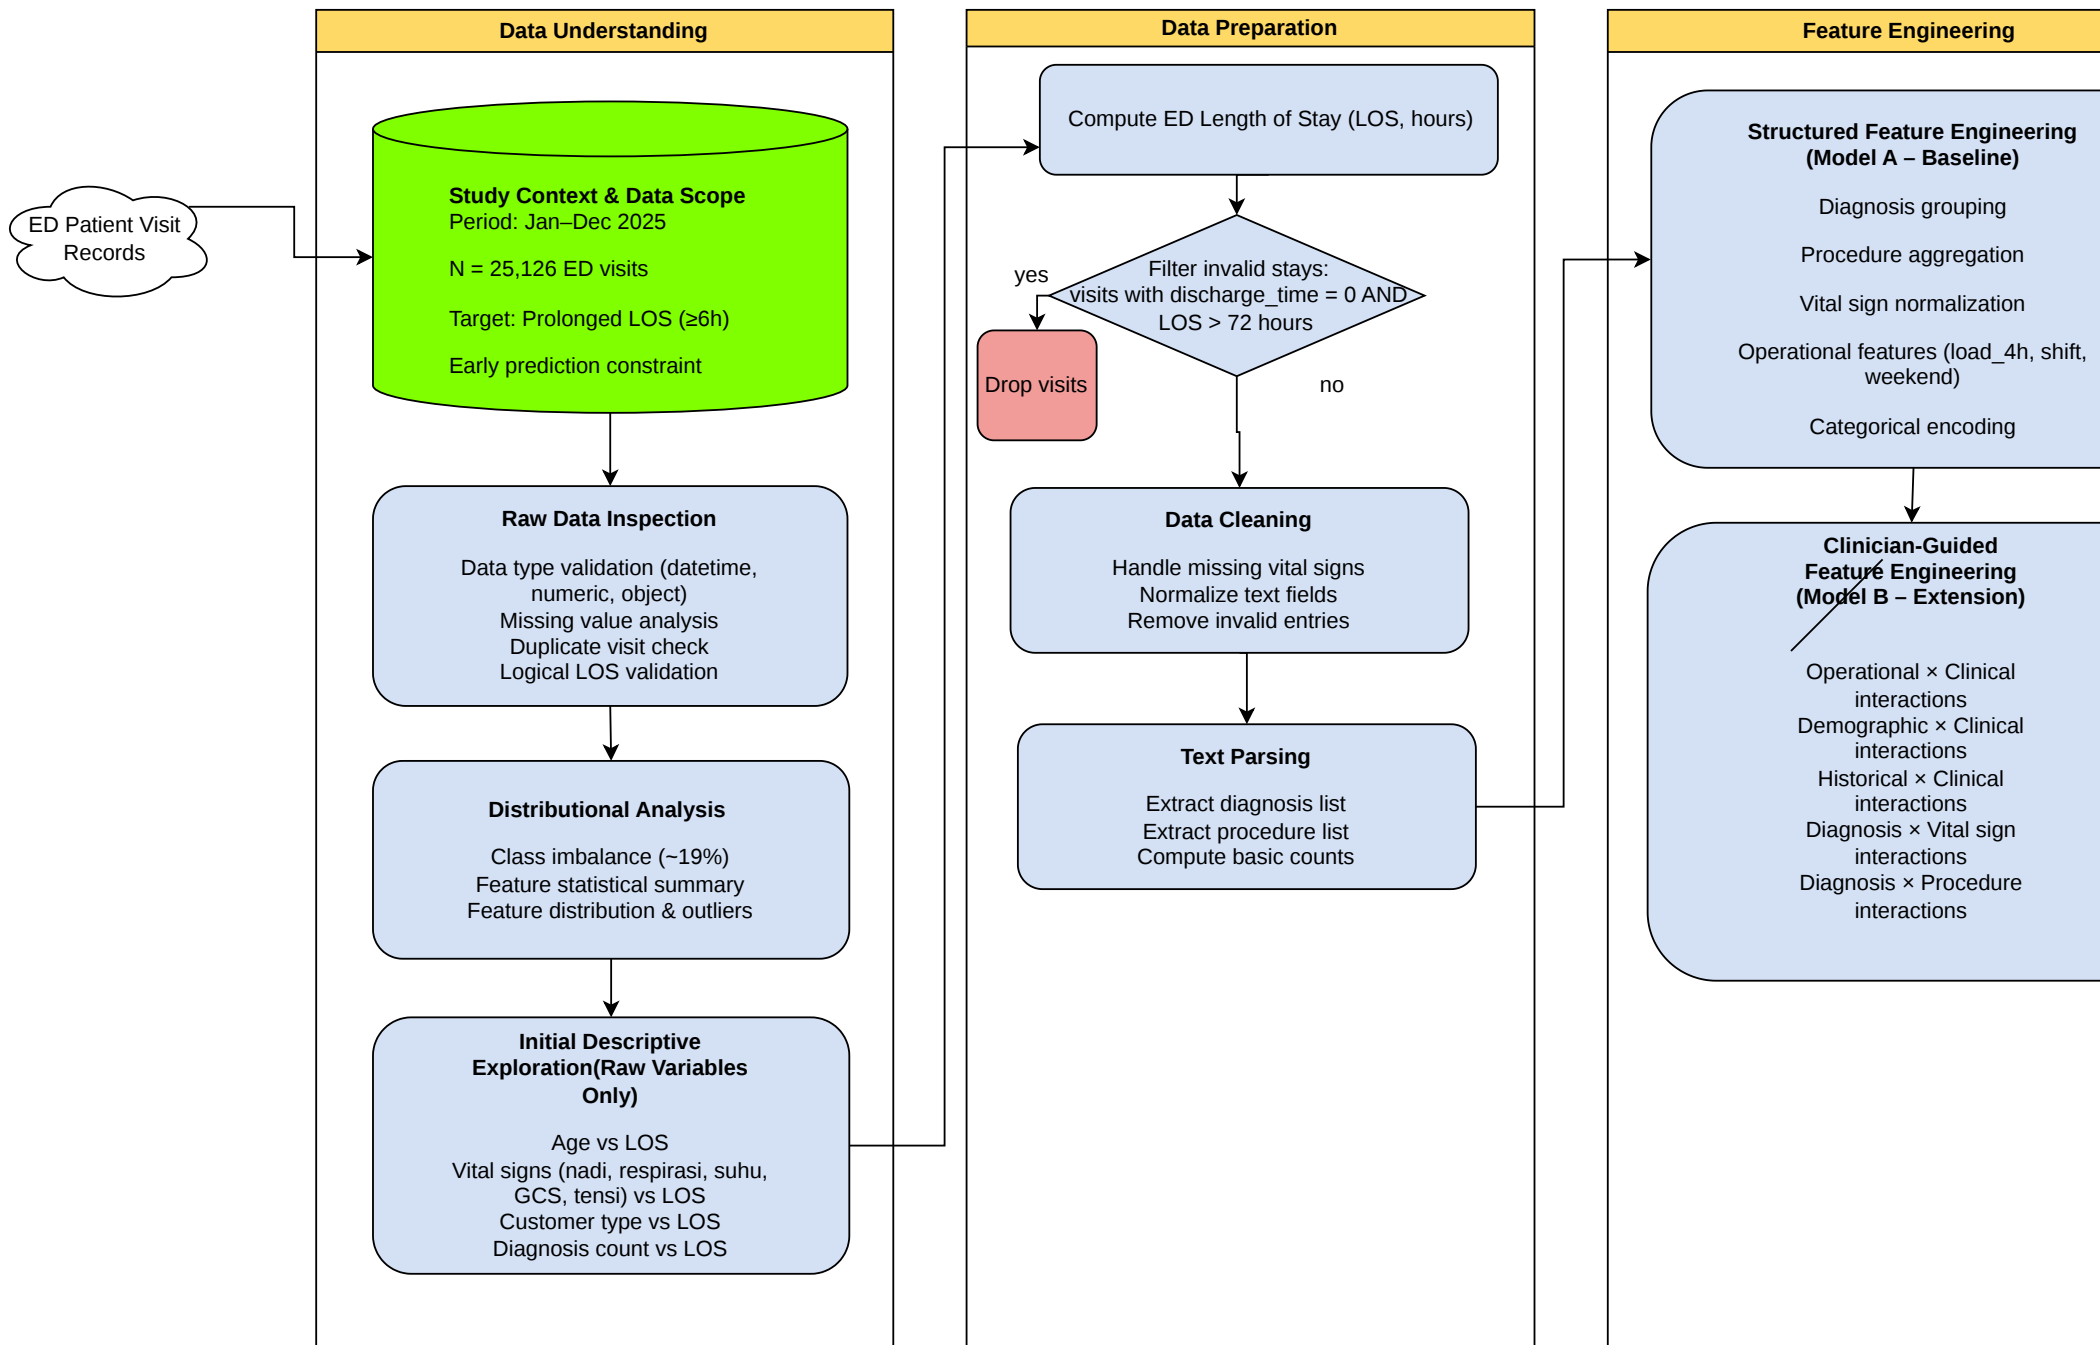 Data Understanding
ED Patient Visit
Records
Study Context & Data Scope
Period: Jan–Dec 2025
N = 25,126 ED visits
Target: Prolonged LOS (≥6h)
Early prediction constraint
Raw Data Inspection
Data type validation (datetime,
numeric, object)
Missing value analysis
Duplicate visit check
Logical LOS validation
Distributional Analysis
Class imbalance (~19%)
Feature statistical summary
Feature distribution & outliers
Initial Descriptive
Exploration(Raw Variables
Only)
Age vs LOS
Vital signs (nadi, respirasi, suhu,
GCS, tensi) vs LOS
Customer type vs LOS
Diagnosis count vs LOS
Data Preparation
Compute ED Length of Stay (LOS, hours)
Filter invalid stays:
visits with discharge_time = 0 AND
LOS > 72 hours
yes
Drop visits
no
Data Cleaning
Handle missing vital signs
Normalize text fields
Remove invalid entries
Text Parsing
Extract diagnosis list
Extract procedure list
Compute basic counts
Feature Engineering
Structured Feature Engineering
(Model A – Baseline)
Diagnosis grouping
Procedure aggregation
Vital sign normalization
Operational features (load_4h, shift,
weekend)
Categorical encoding
Clinician-Guided
Feature Engineering
(Model B – Extension)
Operational × Clinical
interactions
Demographic × Clinical
interactions
Historical × Clinical
interactions
Diagnosis × Vital sign
interactions
Diagnosis × Procedure
interactions